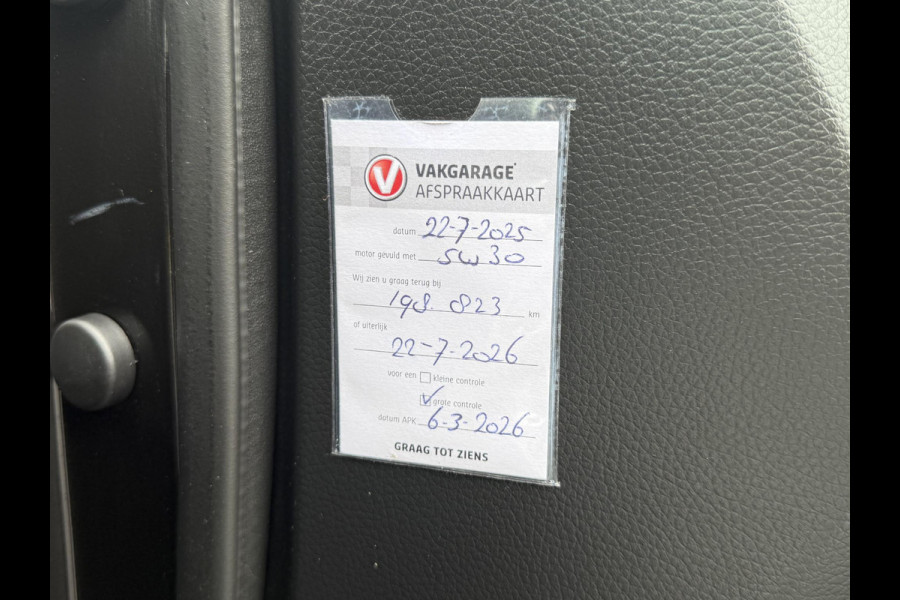 V VAKGARAGE
AFSPRAAKKAART
datum 22-7-2025
motor gevuld met 5W30
Wij zien u graag terug bij
198.823 km
of uiterlijk
22-7-2026
voor een kleine controle
grote controle
datum APK 6-3-2026
GRAAG TOT ZIENS